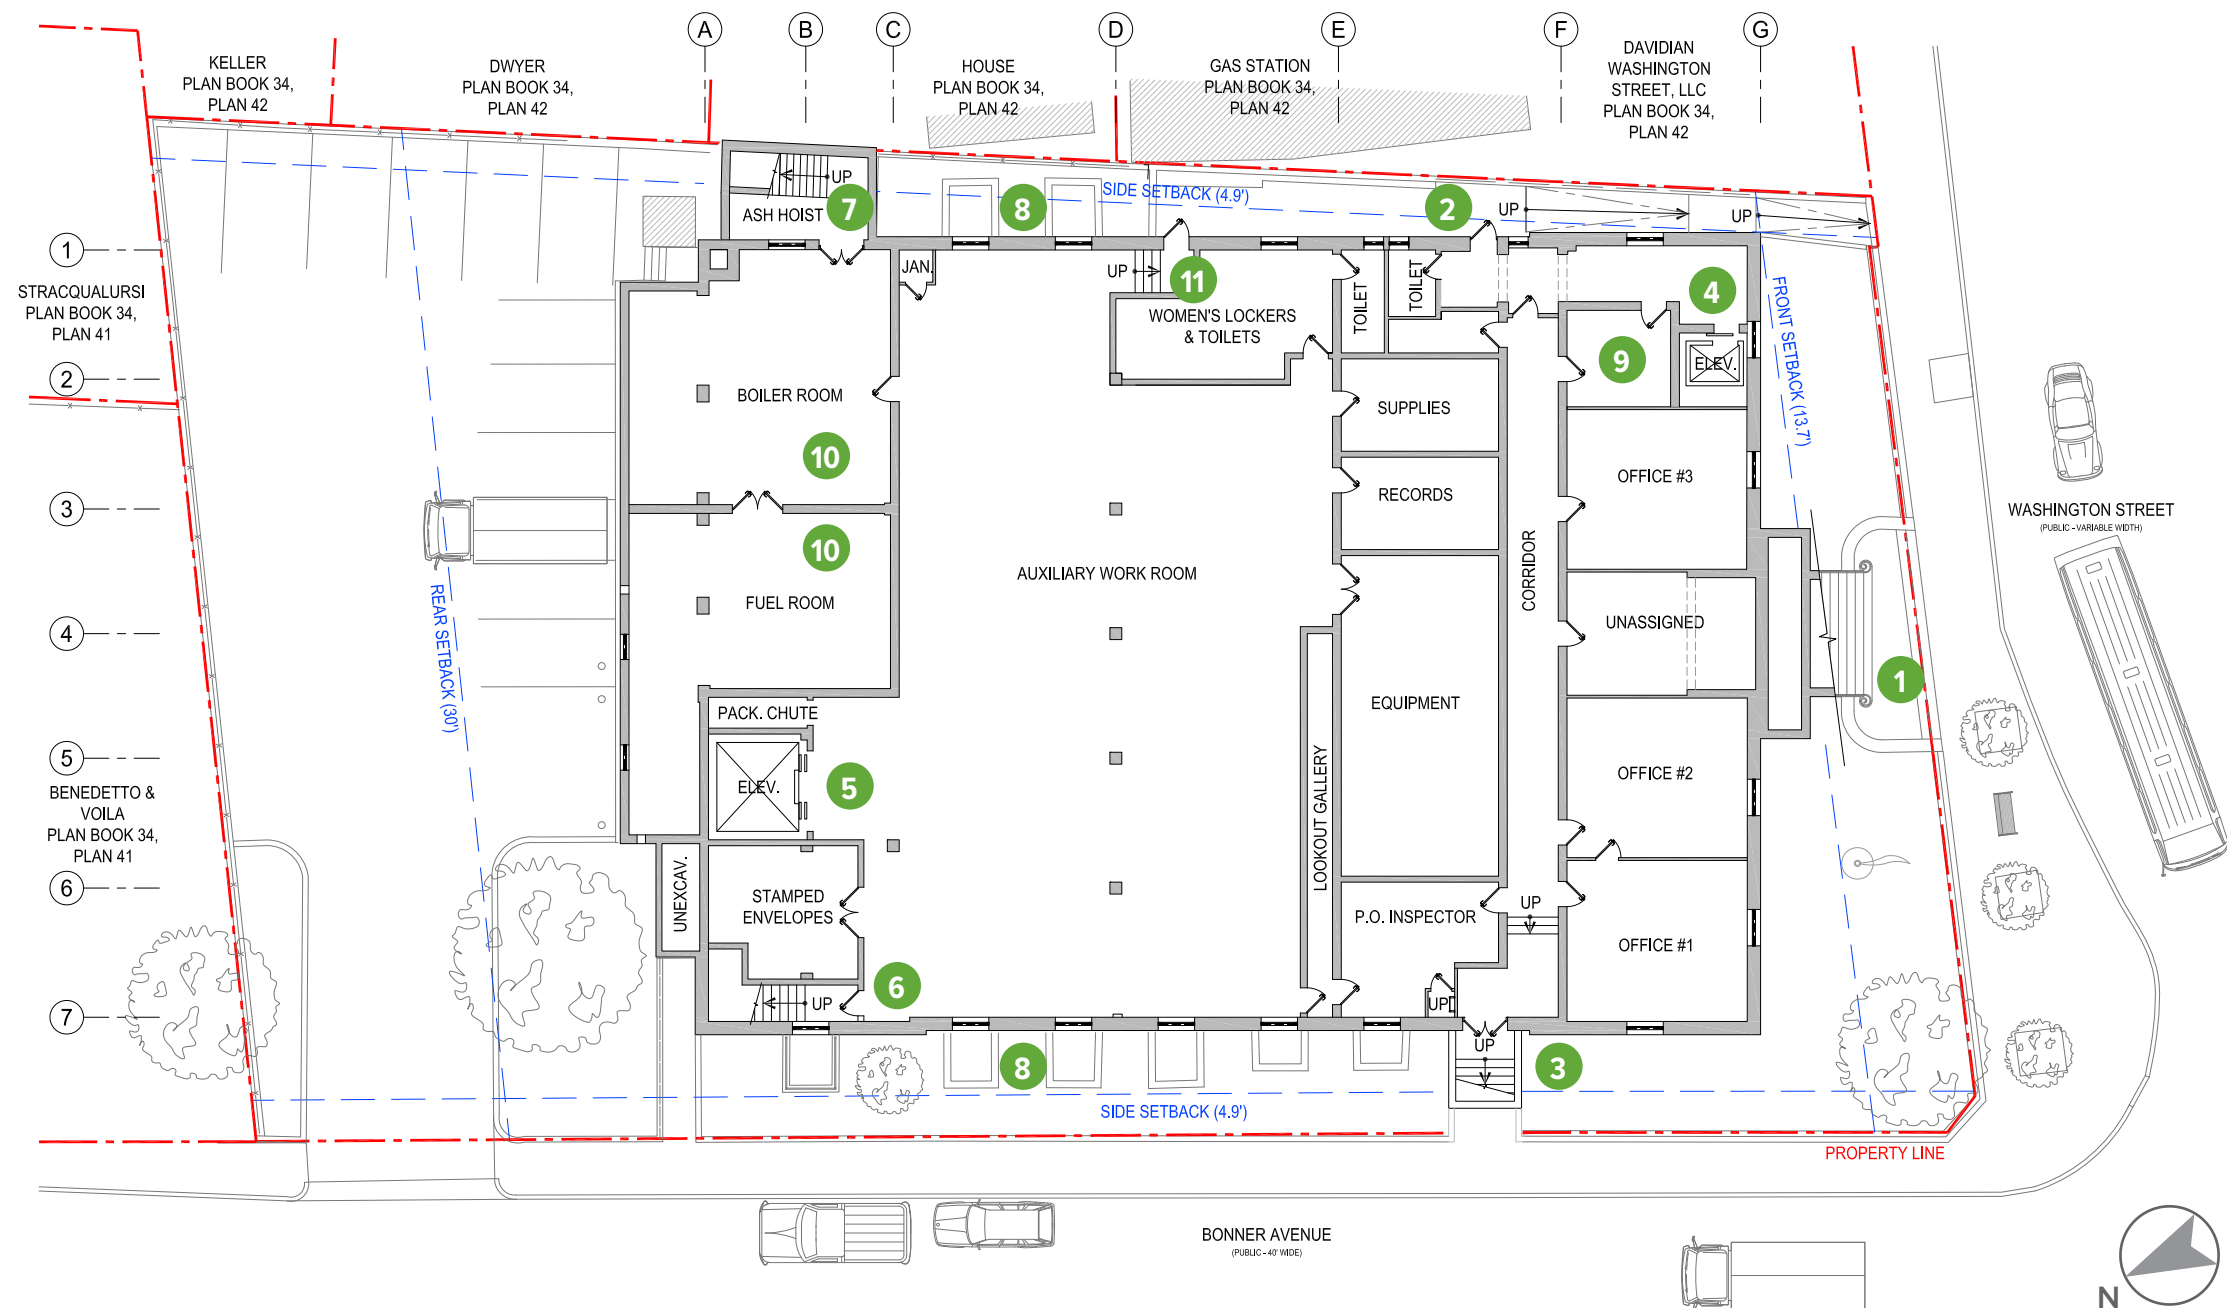 A
B
C
D
E
F
G
KELLER
PLAN BOOK 34,
PLAN 42
DWYER
PLAN BOOK 34,
PLAN 42
HOUSE
PLAN BOOK 34,
PLAN 42
GAS STATION
PLAN BOOK 34,
PLAN 42
DAVIDIAN
WASHINGTON
STREET, LLC
PLAN BOOK 34,
PLAN 42
UP
ASH HOIST
7
8
SIDE SETBACK (4.9')
2
UP
UP
1
STRACQUALURSI
PLAN BOOK 34,
PLAN 41
2
3
4
5
BENEDETTO &
VOILA
PLAN BOOK 34,
PLAN 41
6
7
JAN.
UP
11
WOMEN'S LOCKERS
& TOILETS
TOILET
TOILET
4
9
ELEV.
FRONT SETBACK (13.7')
BOILER ROOM
10
SUPPLIES
RECORDS
OFFICE #3
WASHINGTON STREET
(PUBLIC - VARIABLE WIDTH)
10
FUEL ROOM
REAR SETBACK (30')
AUXILIARY WORK ROOM
CORRIDOR
UNASSIGNED
1
PACK. CHUTE
ELEV.
5
EQUIPMENT
LOOKOUT GALLERY
OFFICE #2
UNEXCAV.
STAMPED
ENVELOPES
P.O. INSPECTOR
UP
OFFICE #1
6
UP
UP
UP
8
3
SIDE SETBACK (4.9')
PROPERTY LINE
BONNER AVENUE
(PUBLIC - 40' WIDE)
N